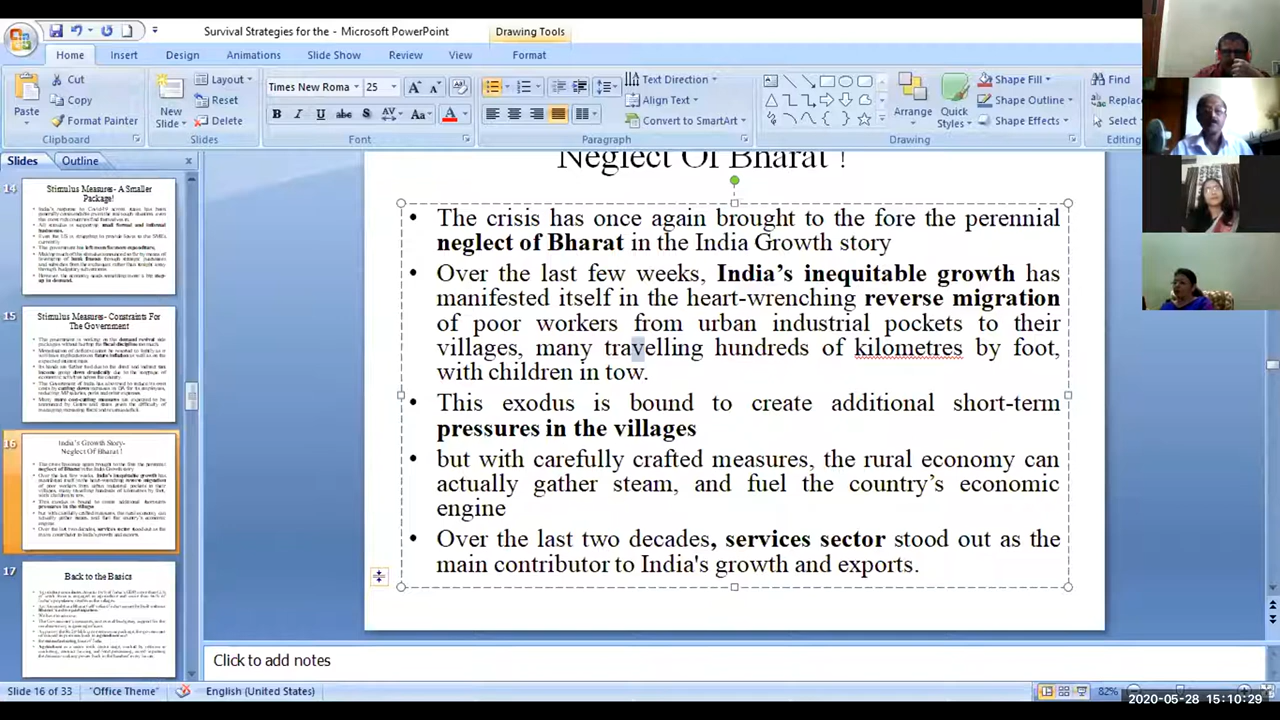 Survival Strategies for the - Microsoft PowerPoint
Drawing Tools
Home Insert Design Animations Slide Show Review View Format
Paste
Cut
Copy
Format Painter
Clipboard
New Slide
Layout
Reset
Delete
Slides
Times New Roma 25
B I U abe S AV Aa A
Font
Text Direction
Align Text
Convert to SmartArt
Paragraph
Arrange
Quick Styles
Shape Fill
Shape Outline
Shape Effects
Drawing
Find
Replac
Select
Editing
Slides Outline
14
Stimulus Measures- A Smaller
Package!
15
Stimulus Measures- Constraints For
The Government
16
India's Growth Story-
Neglect Of Bharat !
17
Back to the Basics
Neglect Of Bharat !
• The crisis has once again brought to the fore the perennial
neglect of Bharat in the India Growth story
• Over the last few weeks, India's inequitable growth has
manifested itself in the heart-wrenching reverse migration
of poor workers from urban industrial pockets to their
villages, many travelling hundreds of kilometres by foot,
with children in tow.
• This exodus is bound to create additional short-term
pressures in the villages
• but with carefully crafted measures, the rural economy can
actually gather steam, and fuel the country's economic
engine
• Over the last two decades, services sector stood out as the
main contributor to India's growth and exports.
Click to add notes
Slide 16 of 33 "Office Theme" English (United States) 82%
2020-05-28 15:10:29